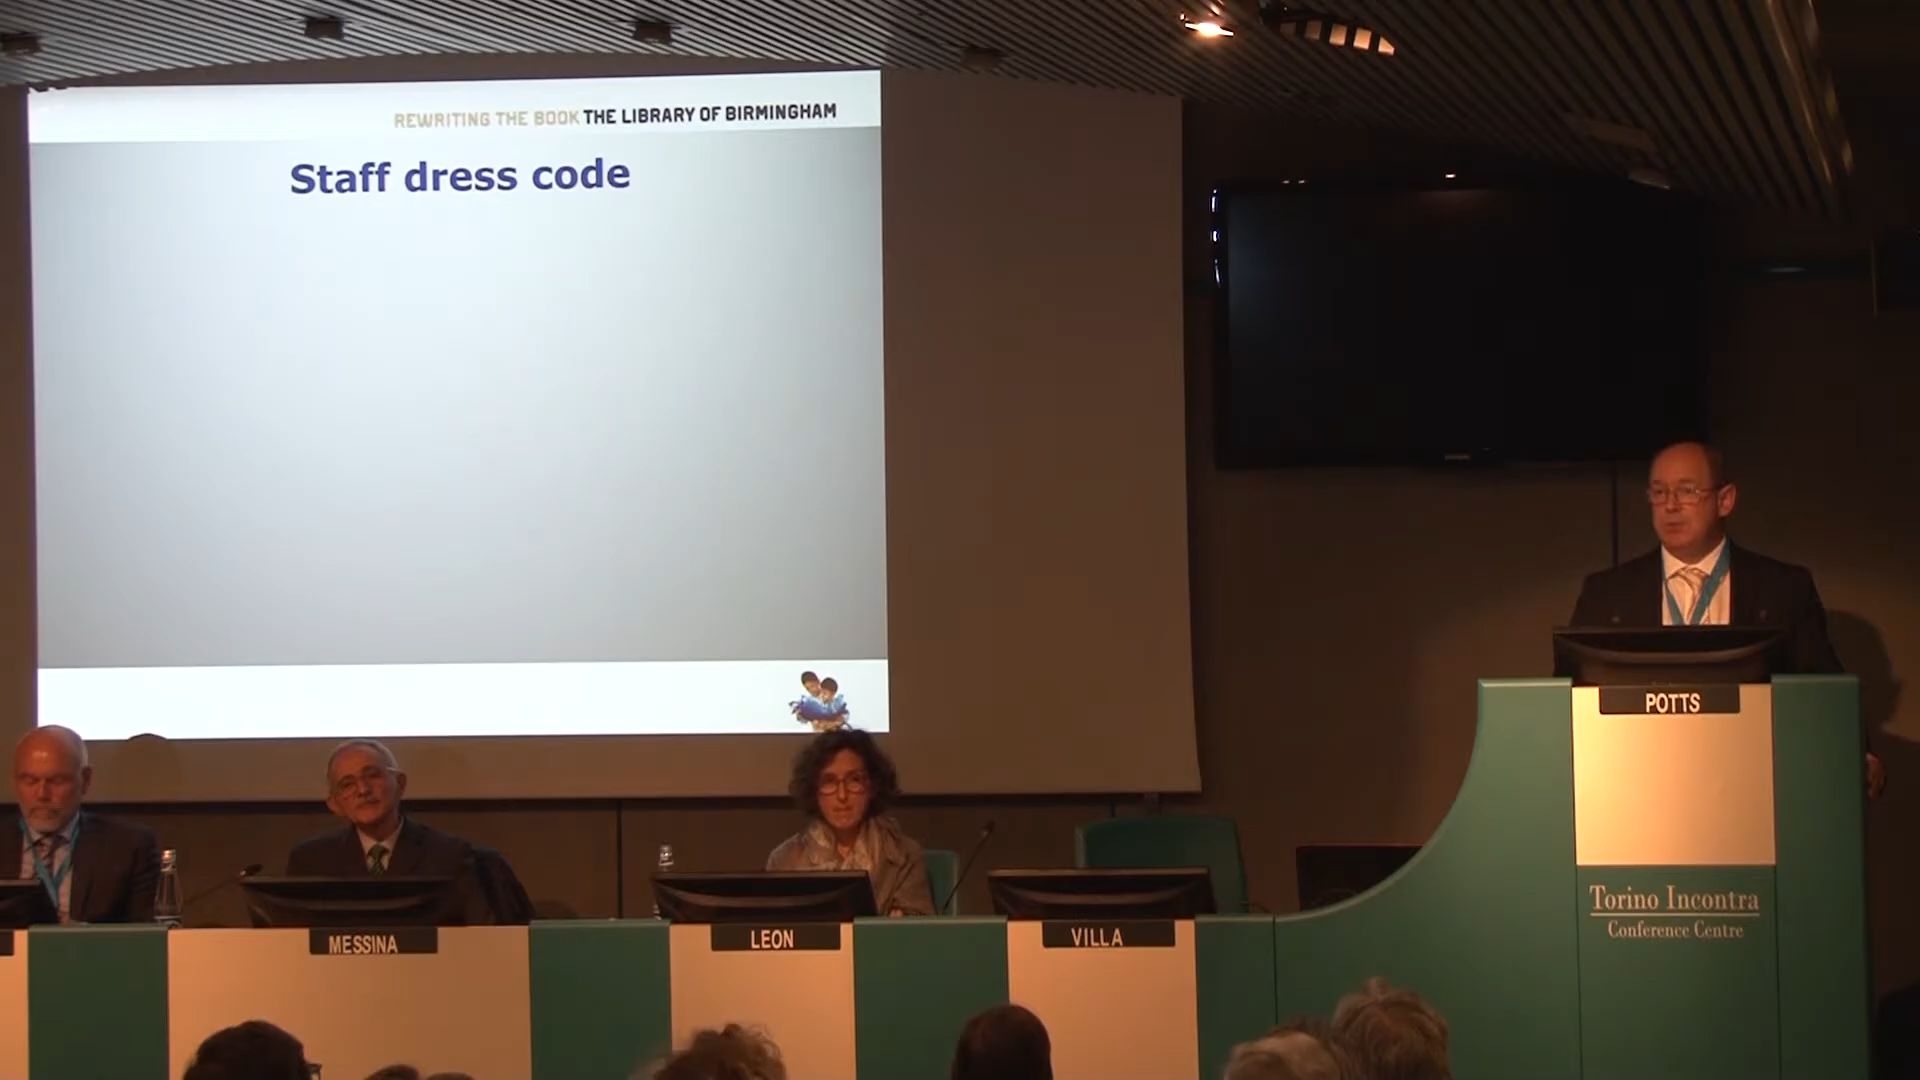 REWRITING THE BOOK THE LIBRARY OF BIRMINGHAM
Staff dress code
POTTS
Torino Incontra
Conference Centre
MESSINA
LEON
VILLA